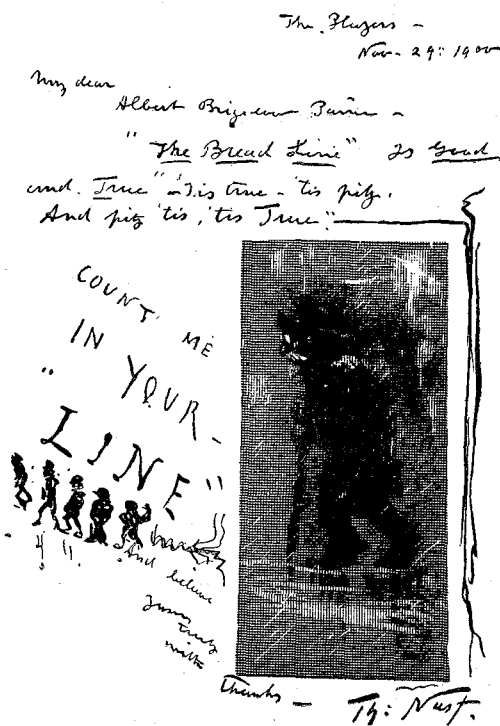 The Players –
Nov– 29: 1900
My dear
Albert Bigelow Paine –
"The Bread Line" Is Good
and. True" – 'Tis true – 'tis pity.
And pity 'tis, 'tis True."
COUNT ME
IN YOUR –
"LINE"
And believe
Yours
truly
with
thanks –
Th: Nast.